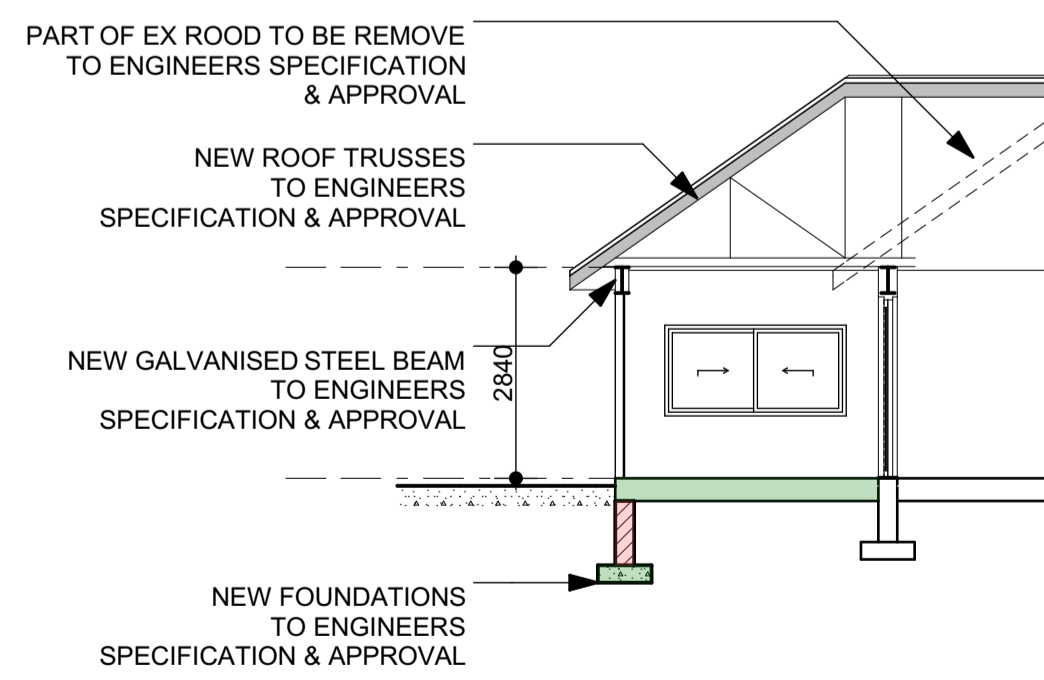 PART OF EX ROOD TO BE REMOVE
TO ENGINEERS SPECIFICATION
& APPROVAL
NEW ROOF TRUSSES
TO ENGINEERS
SPECIFICATION & APPROVAL
NEW GALVANISED STEEL BEAM
TO ENGINEERS
SPECIFICATION & APPROVAL
2840
NEW FOUNDATIONS
TO ENGINEERS
SPECIFICATION & APPROVAL